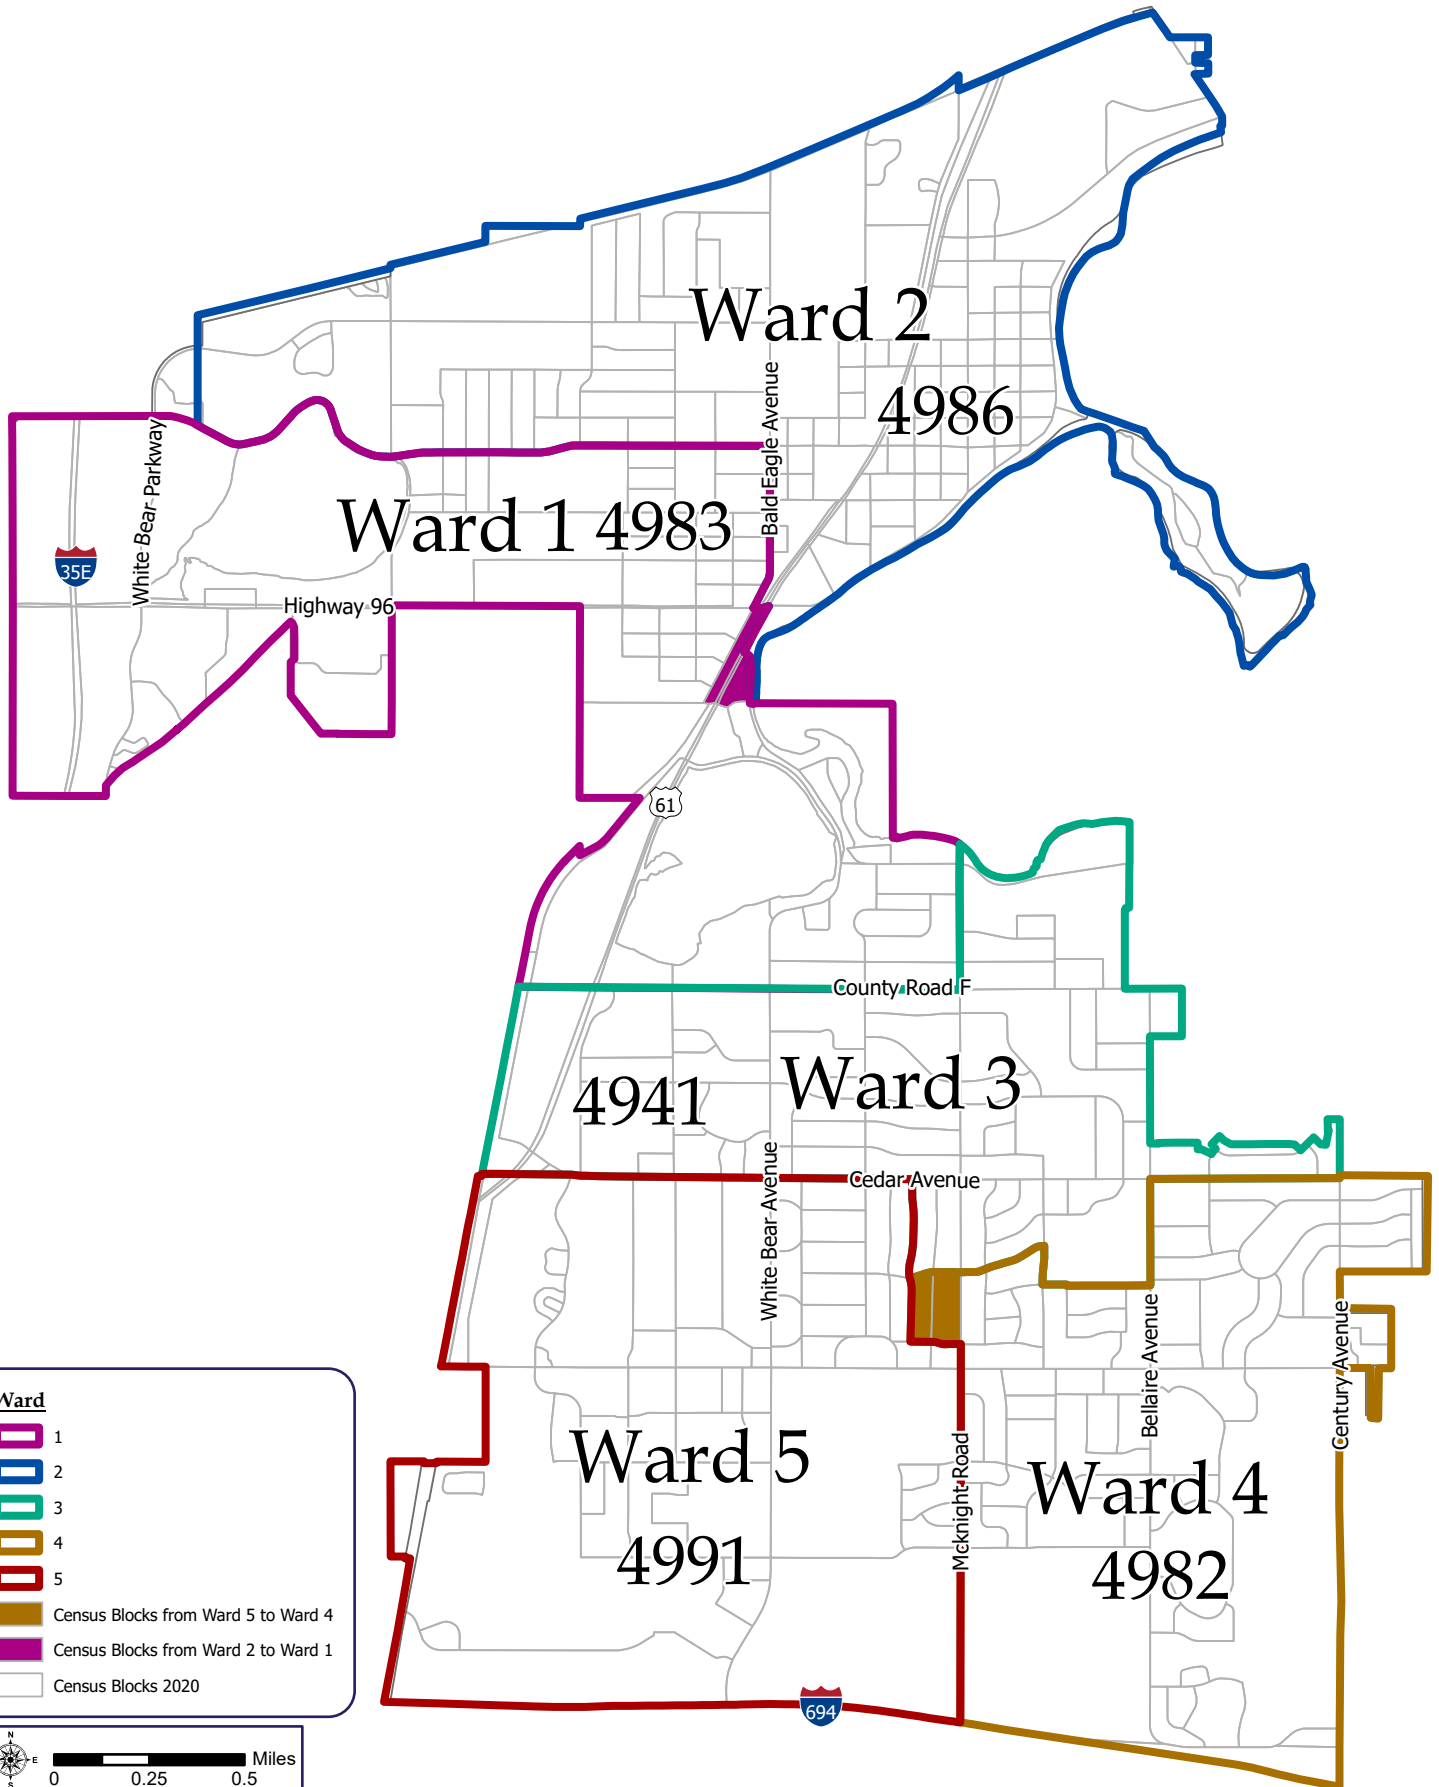 Ward 2
4986
Bald Eagle Avenue
White Bear Parkway
Ward 1 4983
35E
Highway 96
61
County Road F
Ward 3
4941
White Bear Avenue
Cedar Avenue
Bellaire Avenue
Century Avenue
Ward 5
4991
Mcknight Road
Ward 4
4982
694
Ward
1
2
3
4
5
Census Blocks from Ward 5 to Ward 4
Census Blocks from Ward 2 to Ward 1
Census Blocks 2020
N
E
S
Miles
0 0.25 0.5